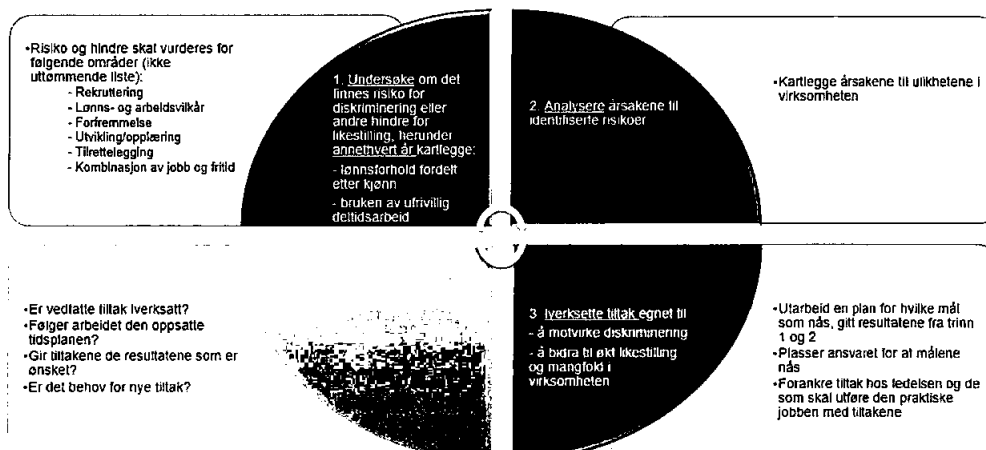 •Risiko og hindre skal vurderes for
følgende områder (ikke
uttømmende liste):
- Rekruttering
- Lønns- og arbeidsvilkår
- Forfremmelse
- Utvikling/opplæring
- Tilrettelegging
- Kombinasjon av jobb og fritid
1. Undersøke om det
finnes risiko for
diskriminering eller
andre hindre for
likestilling, herunder
annethvert år kartlegge:
- lønnsforhold fordelt
etter kjønn
- bruken av ufrivillig
deltidsarbeid
2. Analysere årsakene til
identifiserte risikoer
•Kartlegge årsakene til ulikhetene i
virksomheten
•Er vedtatte tiltak iverksatt?
•Følger arbeidet den oppsatte
tidsplanen?
•Gir tiltakene de resultatene som er
ønsket?
•Er det behov for nye tiltak?
3. Iverksette tiltak egnet til
- å motvirke diskriminering
- å bidra til økt likestilling
og mangfold i
virksomheten
•Utarbeid en plan for hvilke mål
som nås, gitt resultatene fra trinn
1 og 2
•Plasser ansvaret for at målene
nås
•Forankre tiltak hos ledelsen og de
som skal utføre den praktiske
jobben med tiltakene